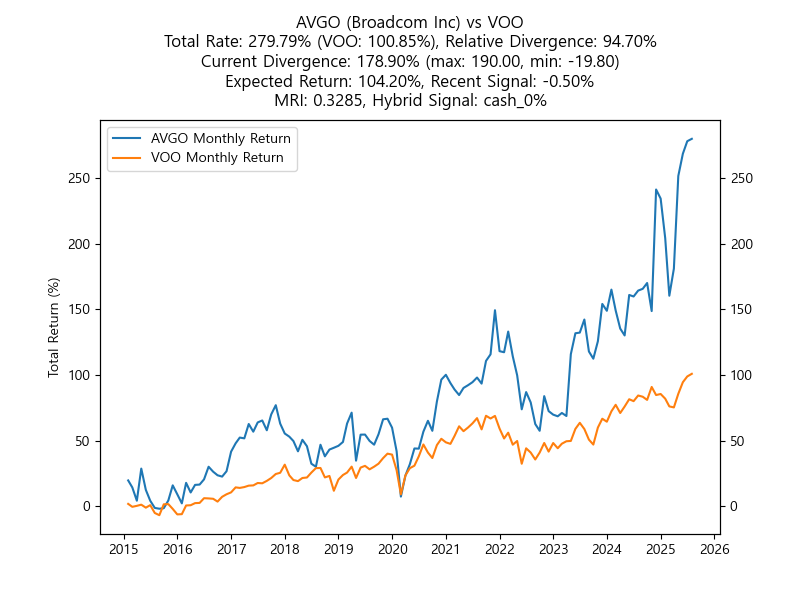 AVGO (Broadcom Inc) vs VOO
Total Rate: 279.79% (VOO: 100.85%), Relative Divergence: 94.70%
Current Divergence: 178.90% (max: 190.00, min: -19.80)
Expected Return: 104.20%, Recent Signal: -0.50%
MRI: 0.3285, Hybrid Signal: cash_0%
AVGO Monthly Return
VOO Monthly Return
Total Return (%)
250
200
150
100
50
0
250
200
150
100
50
0
2015 2016 2017 2018 2019 2020 2021 2022 2023 2024 2025 2026